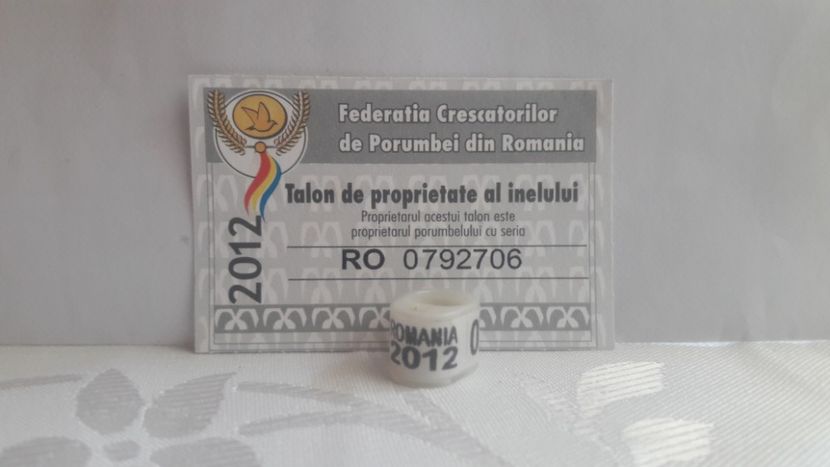 Federatia Crescatorilor
de Porumbei din Romania
Talon de proprietate al inelului
Proprietarul acestui talon este
proprietarul porumbelului cu seria
RO 0792706
2012
ROMANIA
2012
0